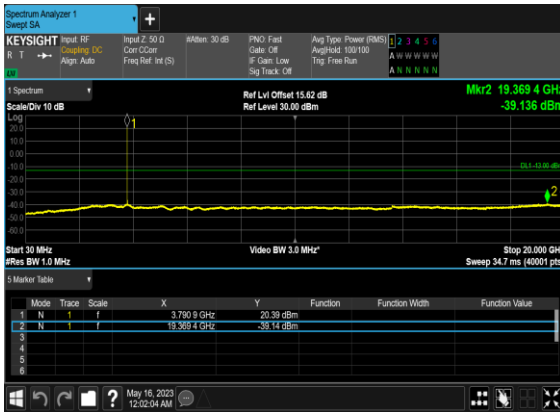 Spectrum Analyzer 1
Swept SA
+
KEYSIGHT
R T
Input: RF
Coupling: DC
Align: Auto
Input Z: 50 Ω
Corr CCorr
Freq Ref: Int (S)
#Atten: 30 dB
PNO: Fast
Gate: Off
IF Gain: Low
Sig Track: Off
Avg Type: Power (RMS)
Avg|Hold: 100/100
Trig: Free Run
1 2 3 4 5 6
A W W W W W
A N N N N N
1 Spectrum
Scale/Div 10 dB
Ref Lvl Offset 15.62 dB
Ref Level 30.00 dBm
Mkr2 19.369 4 GHz
-39.136 dBm
Log
20.0
10.0
0.00
-10.0
-20.0
-30.0
-40.0
-50.0
-60.0
1
DL1 -13.00 dBm
2
Start 30 MHz
#Res BW 1.0 MHz
Video BW 3.0 MHz*
Stop 20.000 GHz
Sweep 34.7 ms (40001 pts)
5 Marker Table
Mode Trace Scale X Y Function Function Width Function Value
1 N 1 f 3.790 9 GHz 20.39 dBm
2 N 1 f 19.369 4 GHz -39.14 dBm
3
4
5
6
?
May 16, 2023
12:02:04 AM